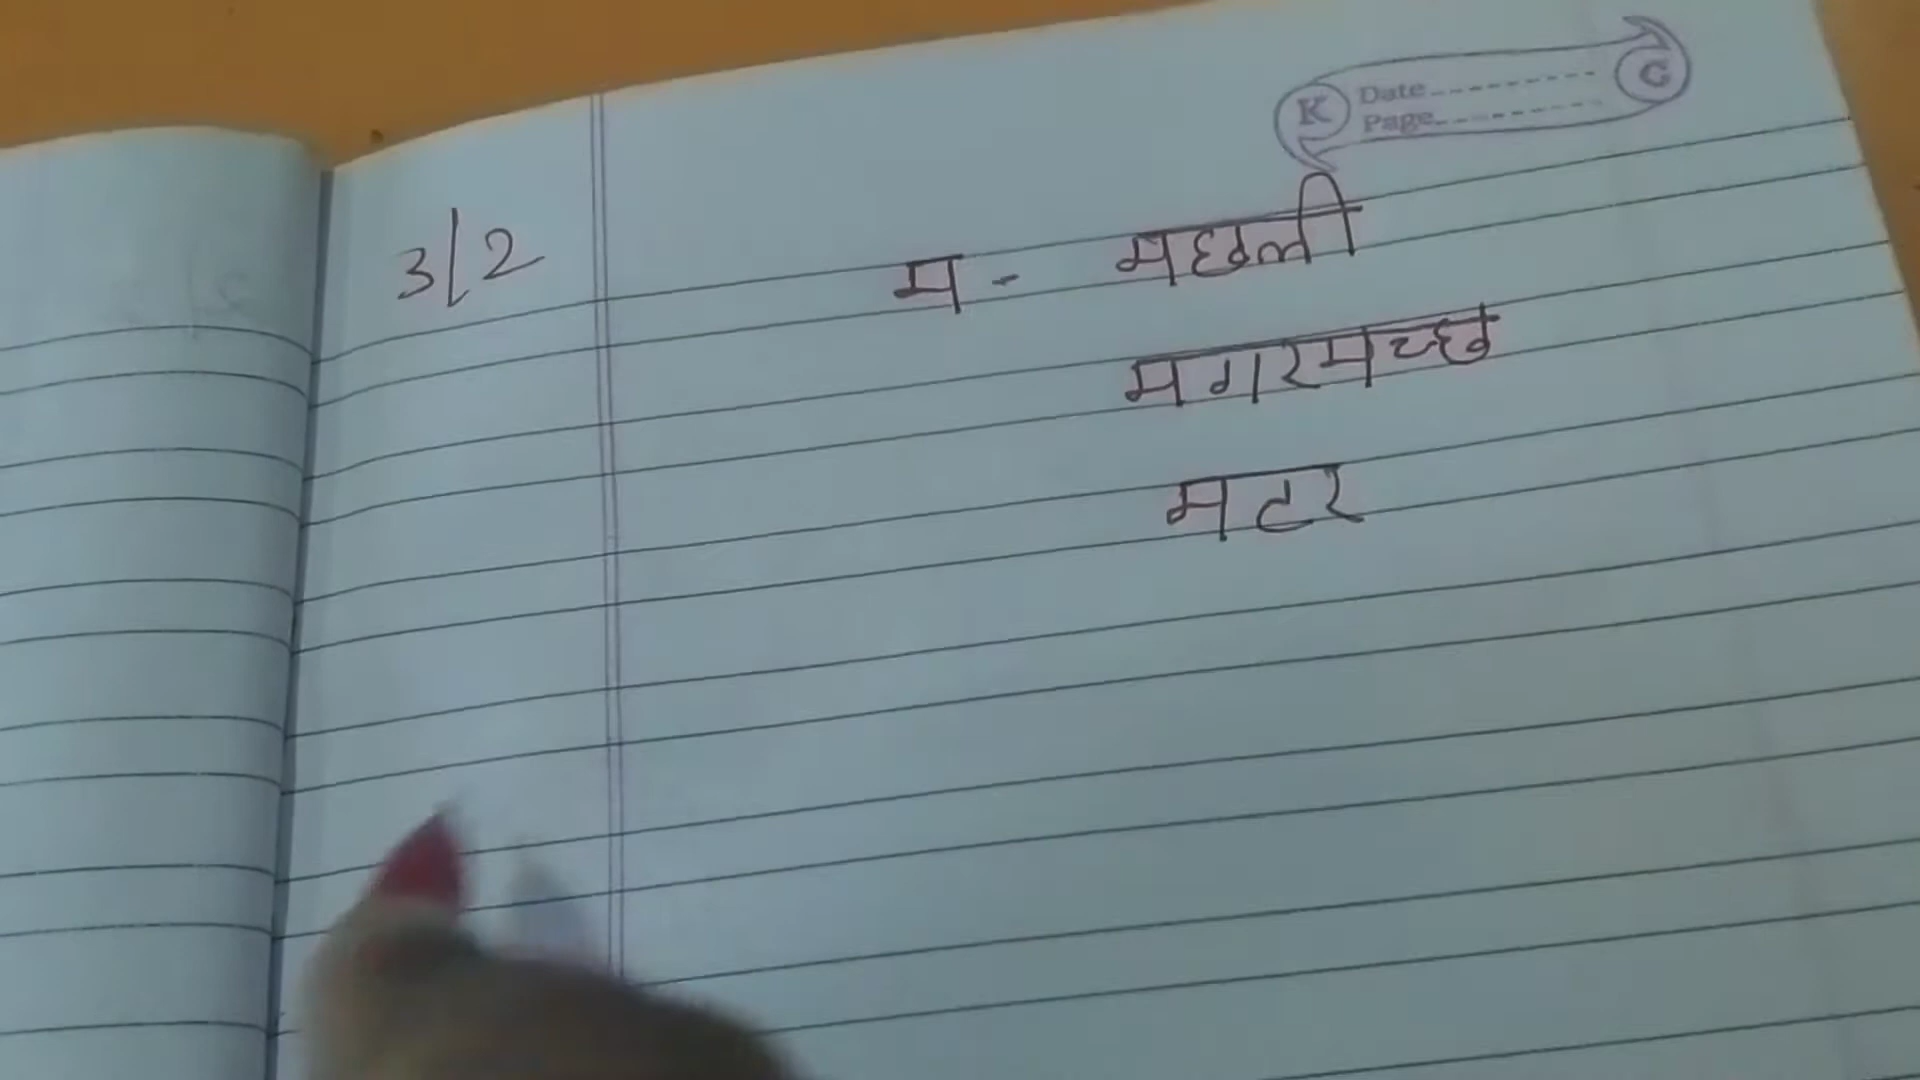 K Date.......... G
Page..........
3/2 म - मछली
मगरमच्छ
मटर